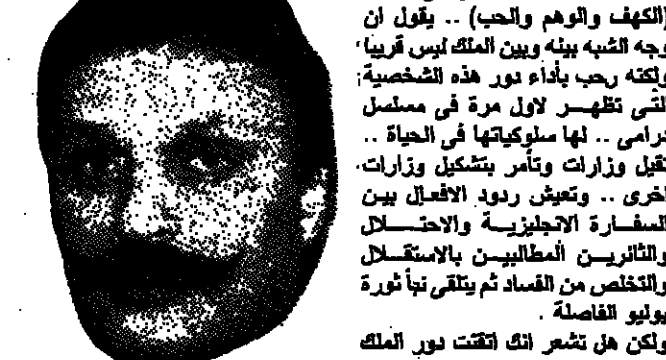 (الكهف والوهم والحب) .. يقول ان
وجه الشبه بينه وبين الملك ليس قريبا
ولكنه رحب بأداء دور هذه الشخصية
التى تظهر لاول مرة فى مسلسل
درامى .. لها سلوكياتها فى الحياة ..
تقيل وزارات وتأمر بتشكيل وزارات
اخرى .. وتعيش ردود الافعال بين
السفارة الانجليزية والاحتلال
والثائرين المطالبين بالاستقلال
والتخلص من الفساد ثم يتلقى نبأ ثورة
يوليو الفاصلة .
ولكن هل تشعر انك اتقنت دور الملك